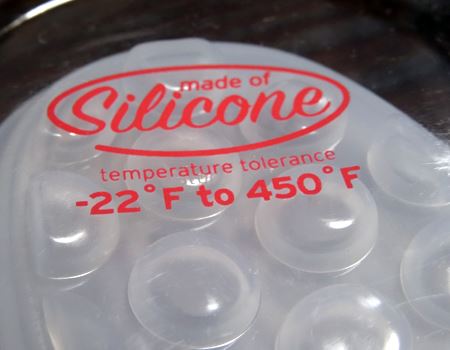 made of
Silicone
temperature tolerance
-22°F to 450°F